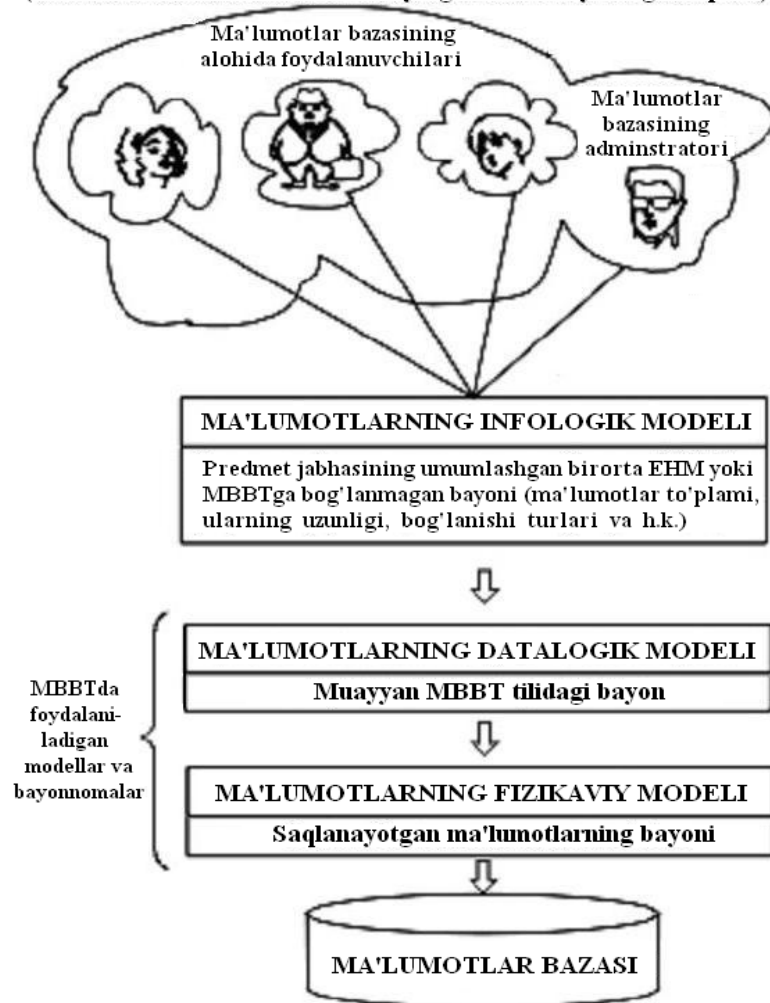 Ma'lumotlar bazasining
alohida foydalanuvchilari
Ma'lumotlar
bazasining
adminstratori
MA'LUMOTLARNING INFOLOGIK MODELI
Predmet jabhasining umumlashgan birorta EHM yoki
MBBTga bog'lanmagan bayoni (ma'lumotlar to'plami,
ularning uzunligi, bog'lanishi turlari va h.k.)
MA'LUMOTLARNING DATALOGIK MODELI
Muayyan MBBT tilidagi bayon
MBBTda
foydalani-
ladigan
modellar va
bayonnomalar
MA'LUMOTLARNING FIZIKAVIY MODELI
Saqlanayotgan ma'lumotlarning bayoni
MA'LUMOTLAR BAZASI